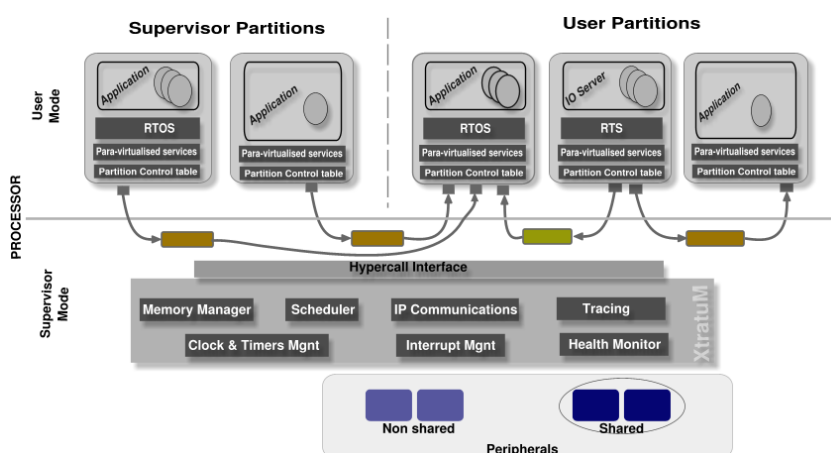 Supervisor Partitions
User Partitions
User Mode
Application
RTOS
Para-virtualised services
Partition Control table
Application
Para-virtualised services
Partition Control table
Application
RTOS
Para-virtualised services
Partition Control table
IO Server
RTS
Para-virtualised services
Partition Control table
Application
Para-virtualised services
Partition Control table
PROCESSOR
Supervisor Mode
Hypercall Interface
Memory Manager
Scheduler
IP Communications
Tracing
Clock & Timers Mgnt
Interrupt Mgnt
Health Monitor
XtratuM
Non shared
Shared
Peripherals